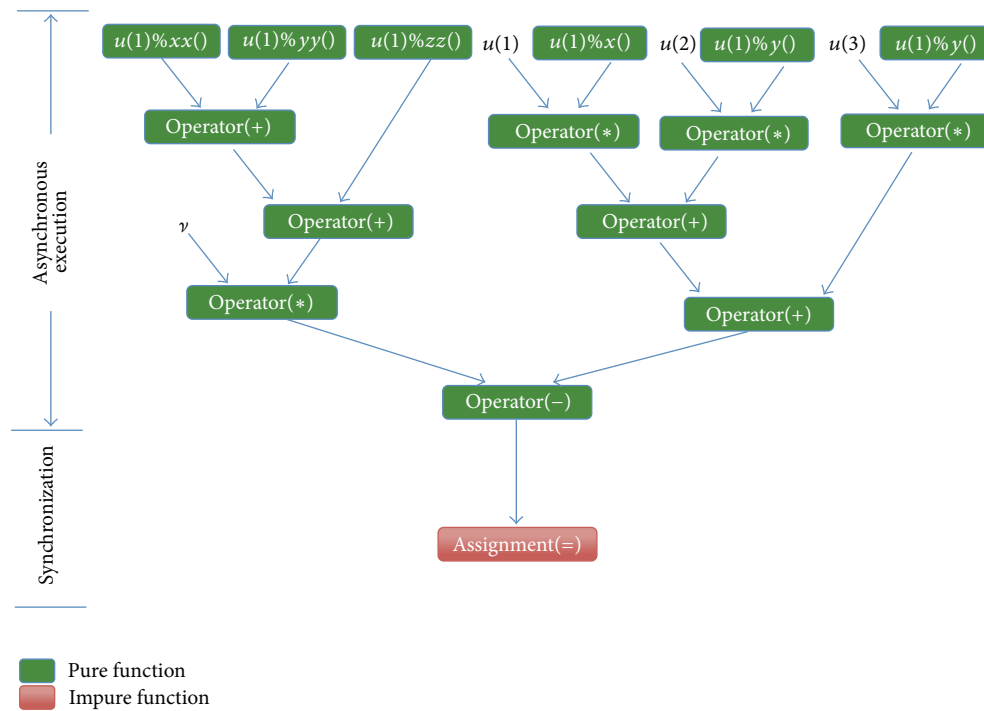 u(1)%xx() u(1)%yy() u(1)%zz() u(1) u(1)%x() u(2) u(1)%y() u(3) u(1)%y()
Operator(+) Operator(∗) Operator(∗) Operator(∗)
Operator(+) Operator(+)
ν
Operator(∗) Operator(+)
Operator(−)
Assignment(=)
Asynchronous
execution
Synchronization
Pure function
Impure function